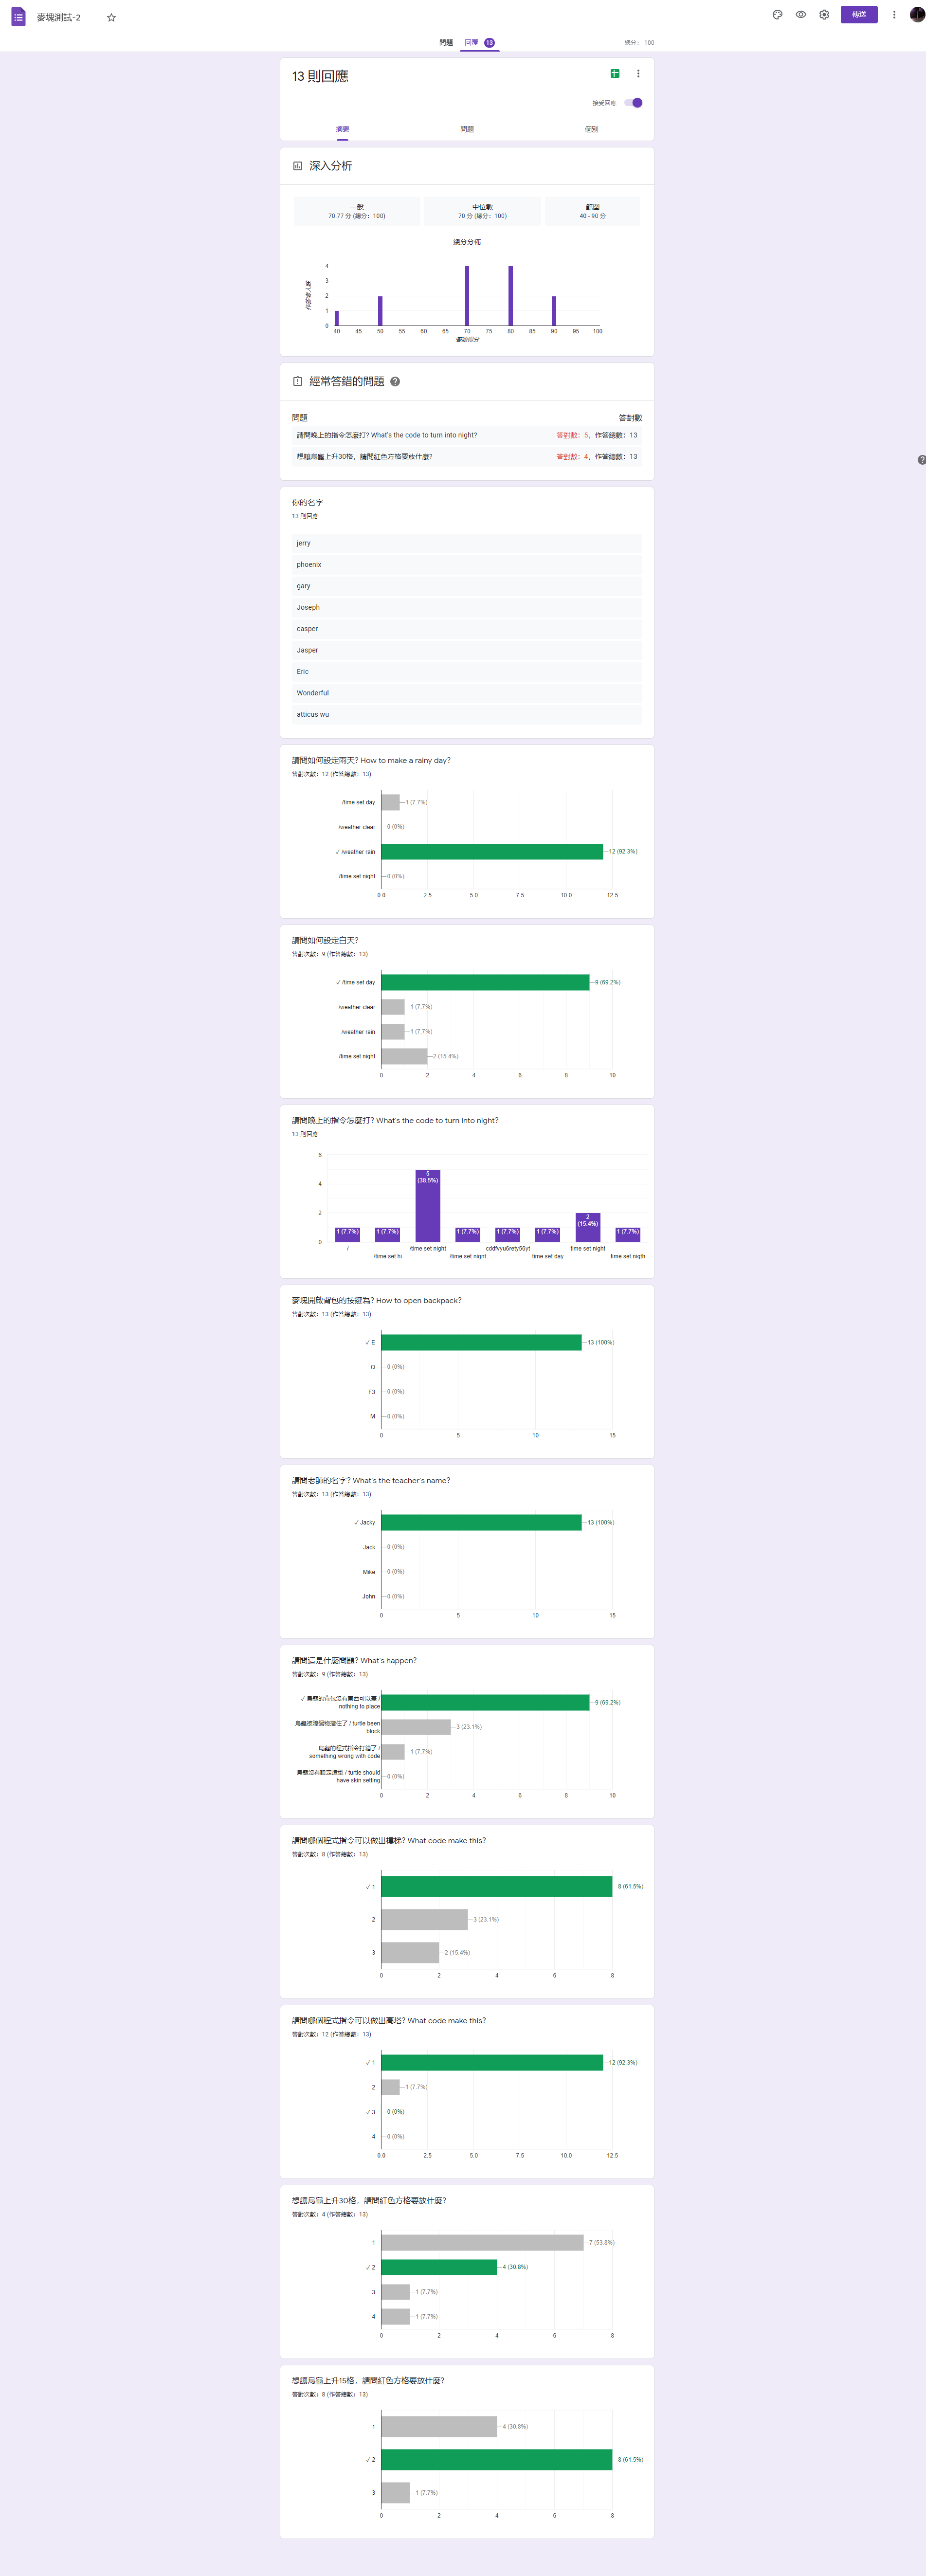 麥塊測試-2
傳送
問題 回覆 13
總分： 100
13 則回應
接受回應
摘要 問題 個別
深入分析
一般 中位數 範圍
70.77 分 (總分：100) 70 分 (總分：100) 40 - 90 分
總分分佈
作答者人數
4
3
2
1
0
40 45 50 55 60 65 70 75 80 85 90 95 100
答題得分
經常答錯的問題
問題 答對數
請問晚上的指令怎麼打? What's the code to turn into night? 答對數：5，作答總數：13
想讓烏龜上升30格，請問紅色方格要放什麼? 答對數：4，作答總數：13
你的名字
13 則回應
jerry
phoenix
gary
Joseph
casper
Jasper
Eric
Wonderful
atticus wu
請問如何設定雨天? How to make a rainy day?
答對次數：12 (作答總數：13)
/time set day 1 (7.7%)
/weather clear 0 (0%)
✓ /weather rain 12 (92.3%)
/time set night 0 (0%)
0.0 2.5 5.0 7.5 10.0 12.5
請問如何設定白天?
答對次數：9 (作答總數：13)
✓ /time set day 9 (69.2%)
/weather clear 1 (7.7%)
/weather rain 1 (7.7%)
/time set night 2 (15.4%)
0 2 4 6 8 10
請問晚上的指令怎麼打? What's the code to turn into night?
13 則回應
6
4
2
0
1 (7.7%) 1 (7.7%) 5 (38.5%) 1 (7.7%) 1 (7.7%) 1 (7.7%) 2 (15.4%) 1 (7.7%)
/ /time set night cddfvyu6rety56yt time set night
/time set hi /time set nignt time set day time set nigth
麥塊開啟背包的按鍵為? How to open backpack?
答對次數：13 (作答總數：13)
✓ E 13 (100%)
Q 0 (0%)
F3 0 (0%)
M 0 (0%)
0 5 10 15
請問老師的名字? What's the teacher's name?
答對次數：13 (作答總數：13)
✓ Jacky 13 (100%)
Jack 0 (0%)
Mike 0 (0%)
John 0 (0%)
0 5 10 15
請問這是什麼問題? What's happen?
答對次數：9 (作答總數：13)
✓ 烏龜的背包沒有東西可以蓋 /
nothing to place 9 (69.2%)
烏龜被障礙物擋住了 / turtle been
block 3 (23.1%)
烏龜的程式指令打錯了 /
something wrong with code 1 (7.7%)
烏龜沒有設定造型 / turtle should
have skin setting 0 (0%)
0 2 4 6 8 10
請問哪個程式指令可以做出樓梯? What code make this?
答對次數：8 (作答總數：13)
✓ 1 8 (61.5%)
2 3 (23.1%)
3 2 (15.4%)
0 2 4 6 8
請問哪個程式指令可以做出高塔? What code make this?
答對次數：12 (作答總數：13)
✓ 1 12 (92.3%)
2 1 (7.7%)
✓ 3 0 (0%)
4 0 (0%)
0.0 2.5 5.0 7.5 10.0 12.5
想讓烏龜上升30格，請問紅色方格要放什麼?
答對次數：4 (作答總數：13)
1 7 (53.8%)
✓ 2 4 (30.8%)
3 1 (7.7%)
4 1 (7.7%)
0 2 4 6 8
想讓烏龜上升15格，請問紅色方格要放什麼?
答對次數：8 (作答總數：13)
1 4 (30.8%)
✓ 2 8 (61.5%)
3 1 (7.7%)
0 2 4 6 8